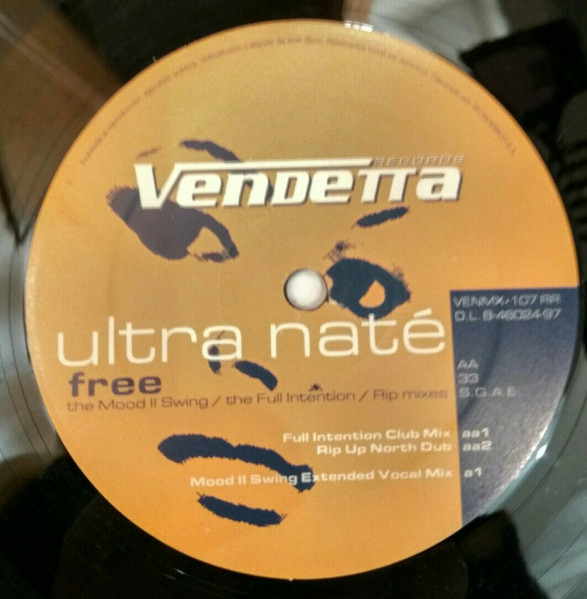 RECORDS
Vendetta
ultra naté
free
the Mood II Swing / the Full Intention / Rip mixes
VENMX·107 RR
D.L. B-46024-97
AA
33
S.G.A.E.
Full Intention Club Mix aa1
Rip Up North Dub aa2
Mood II Swing Extended Vocal Mix a1